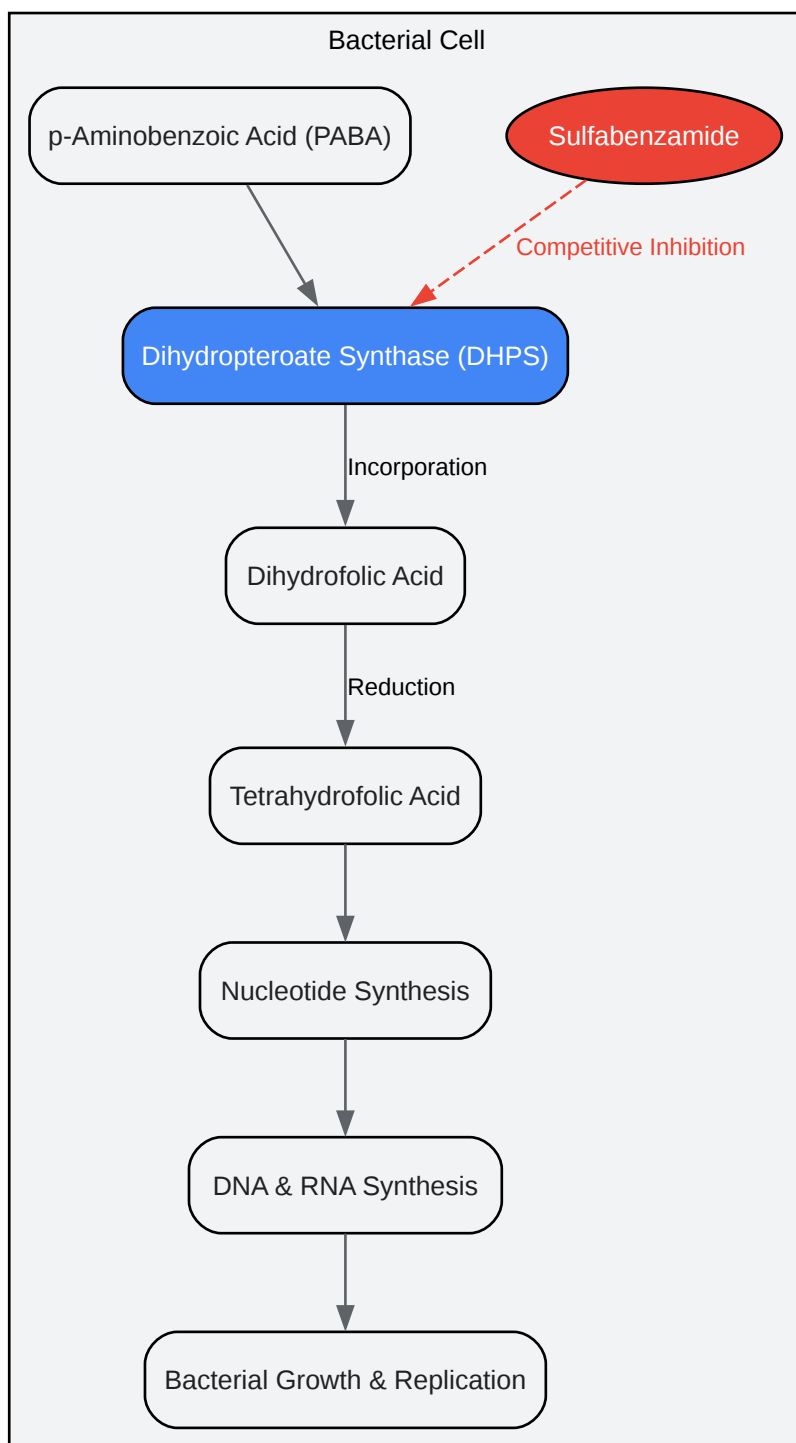 Bacterial Cell
p-Aminobenzoic Acid (PABA)
Sulfabenzamide
Competitive Inhibition
Dihydropteroate Synthase (DHPS)
Incorporation
Dihydrofolic Acid
Reduction
Tetrahydrofolic Acid
Nucleotide Synthesis
DNA & RNA Synthesis
Bacterial Growth & Replication